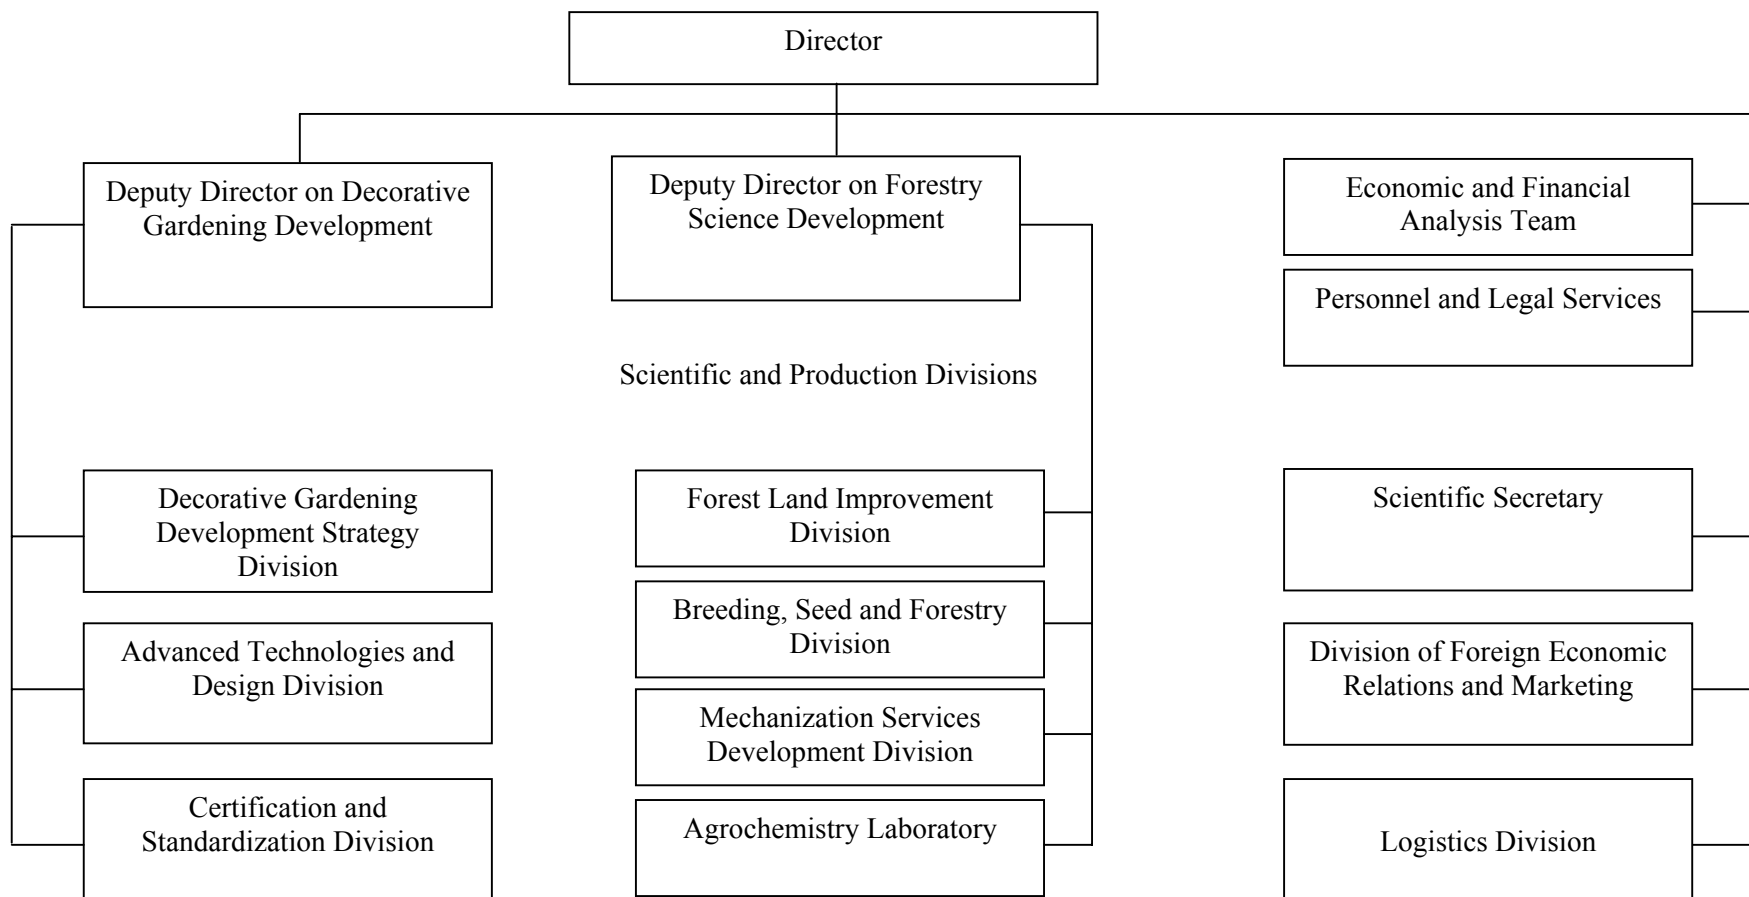 Director
Deputy Director on Decorative
Gardening Development
Deputy Director on Forestry
Science Development
Economic and Financial
Analysis Team
Personnel and Legal Services
Scientific and Production Divisions
Decorative Gardening
Development Strategy
Division
Forest Land Improvement
Division
Scientific Secretary
Breeding, Seed and Forestry
Division
Advanced Technologies and
Design Division
Division of Foreign Economic
Relations and Marketing
Mechanization Services
Development Division
Certification and
Standardization Division
Agrochemistry Laboratory
Logistics Division